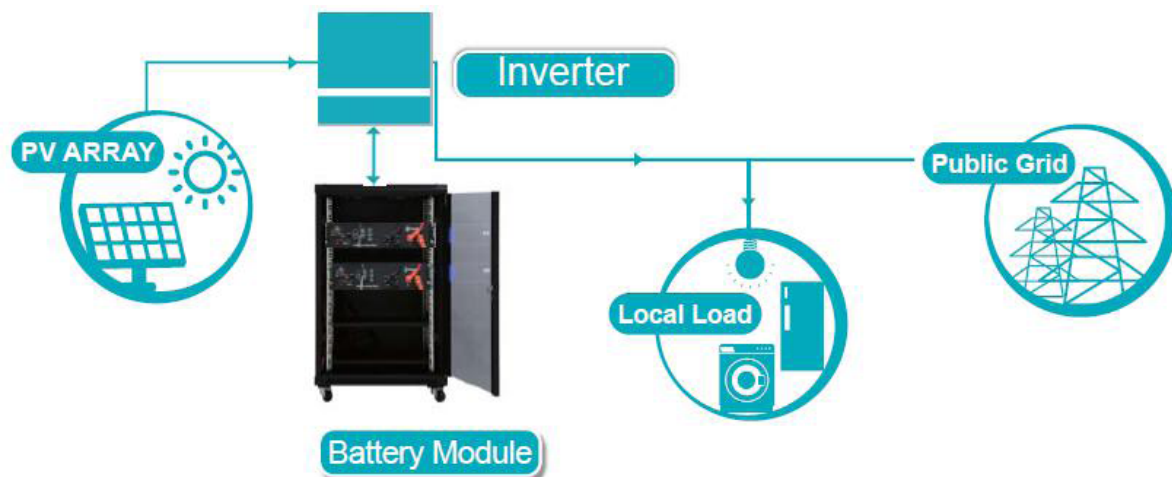 Inverter
PV ARRAY
Public Grid
Local Load
Battery Module